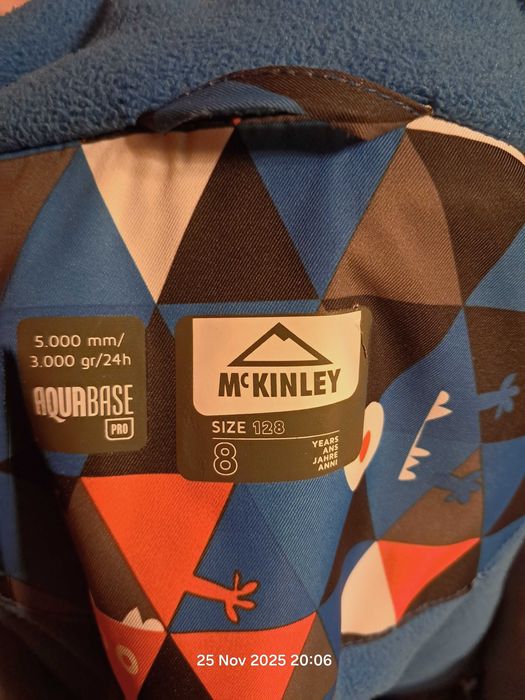 5.000 mm/
3.000 gr/24h
AQUABASE
PRO
McKINLEY
SIZE 128
8
YEARS
ANS
JAHRE
ANNI
25 Nov 2025 20:06